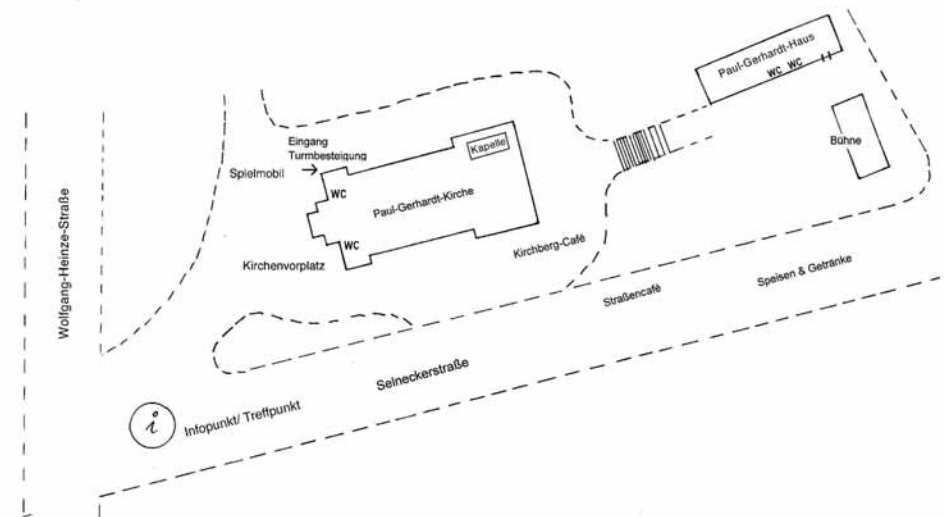 Paul-Gerhardt-Haus
WC WC
Bühne
Eingang
Turmbesteigung
Spielmobil
Kapelle
WC
Paul-Gerhardt-Kirche
WC
Kirchenvorplatz
Kirchberg-Café
Wolfgang-Heinze-Straße
Straßencafé
Speisen & Getränke
Selneckerstraße
i
Infopunkt/ Treffpunkt